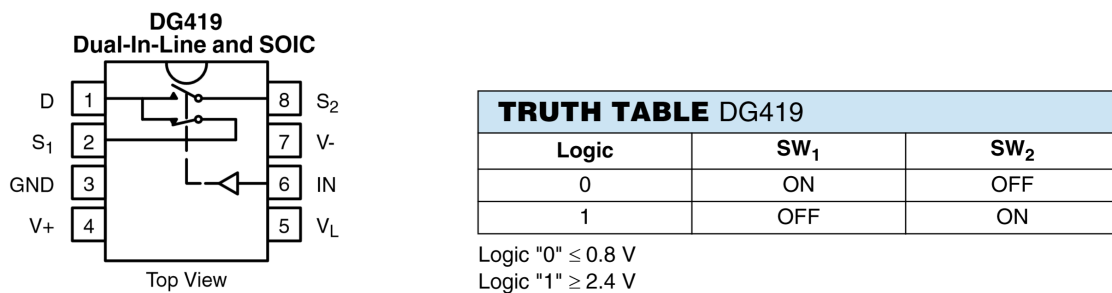 DG419
Dual-In-Line and SOIC
D 1 8 S2
S1 2 7 V-
GND 3 6 IN
V+ 4 5 VL
Top View
TRUTH TABLE DG419
Logic SW1 SW2
0 ON OFF
1 OFF ON
Logic "0" ≤ 0.8 V
Logic "1" ≥ 2.4 V